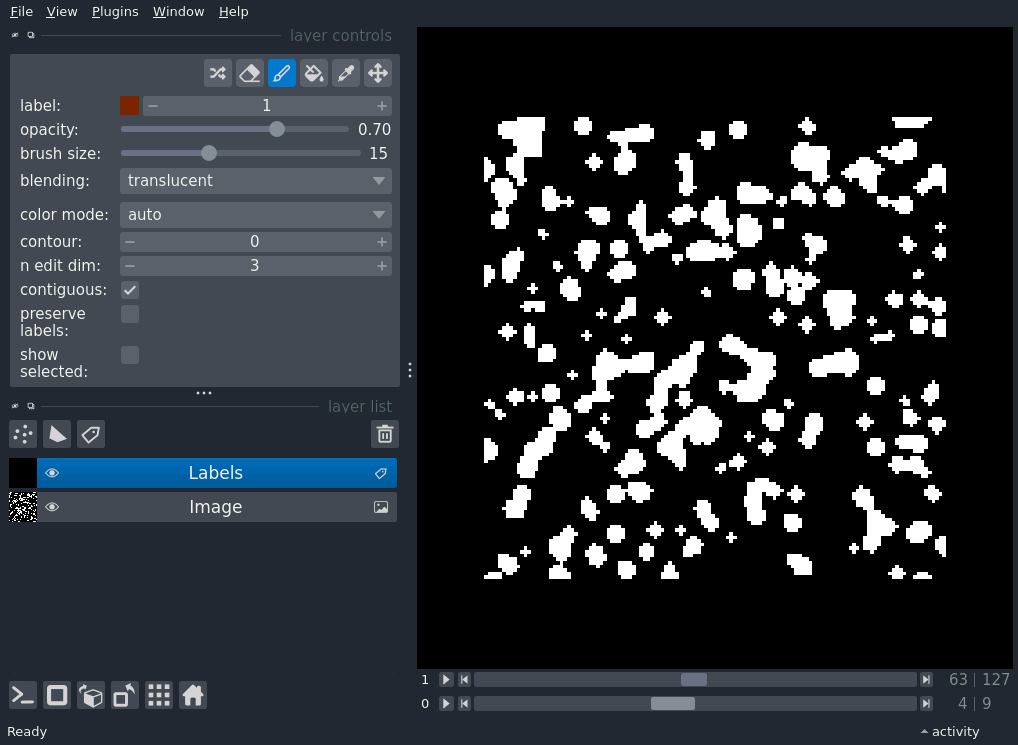 File View Plugins Window Help
layer controls
label: 1
opacity: 0.70
brush size: 15
blending: translucent
color mode: auto
contour: 0
n edit dim: 3
contiguous:
preserve
labels:
show
selected:
layer list
Labels
Image
1 63 | 127
0 4 | 9
Ready activity